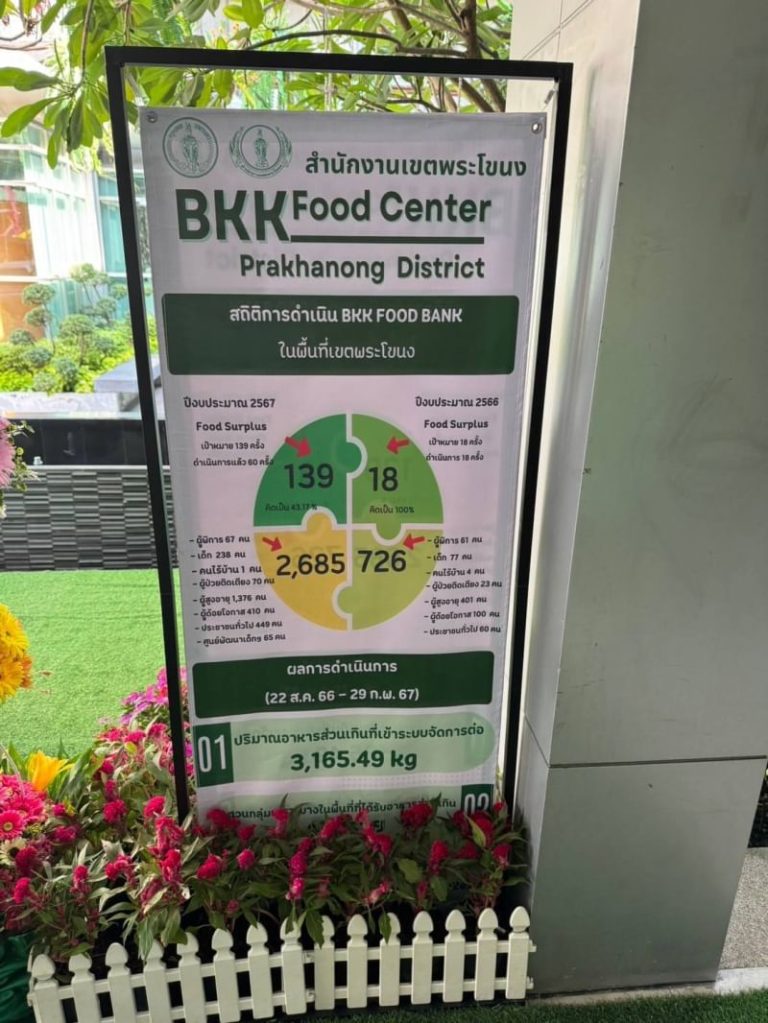 สำนักงานเขตพระโขนง
BKK Food Center
Prakhanong District
สถิติการดำเนิน BKK FOOD BANK
ในพื้นที่เขตพระโขนง
ปีงบประมาณ 2567
Food Surplus
เป้าหมาย 139 ครั้ง
ดำเนินการแล้ว 60 ครั้ง
ปีงบประมาณ 2566
Food Surplus
เป้าหมาย 18 ครั้ง
ดำเนินการ 18 ครั้ง
139
คิดเป็น 43.17 %
18
คิดเป็น 100%
2,685
726
- ผู้พิการ 67 คน
- เด็ก 238 คน
- คนไร้บ้าน 1 คน
- ผู้ป่วยติดเตียง 70 คน
- ผู้สูงอายุ 1,376 คน
- ผู้ด้อยโอกาส 410 คน
- ประชาชนทั่วไป 449 คน
- ศูนย์พัฒนาเด็กฯ 65 คน
- ผู้พิการ 61 คน
- เด็ก 77 คน
- คนไร้บ้าน 4 คน
- ผู้ป่วยติดเตียง 23 คน
- ผู้สูงอายุ 401 คน
- ผู้ด้อยโอกาส 100 คน
- ประชาชนทั่วไป 60 คน
ผลการดำเนินการ
(22 ส.ค. 66 – 29 ก.พ. 67)
01 ปริมาณอาหารส่วนเกินที่เข้าระบบจัดการต่อ
3,165.49 kg
บางในพื้นที่ที่ได้รับอาหาร 02